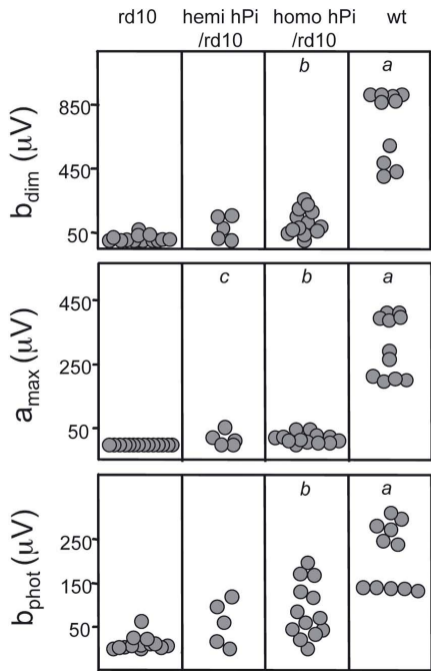 rd10 hemi hPi /rd10 homo hPi /rd10 wt
b a
850
450
50
b_dim (μV)
c b a
450
250
50
a_max (μV)
b a
250
150
50
b_phot (μV)